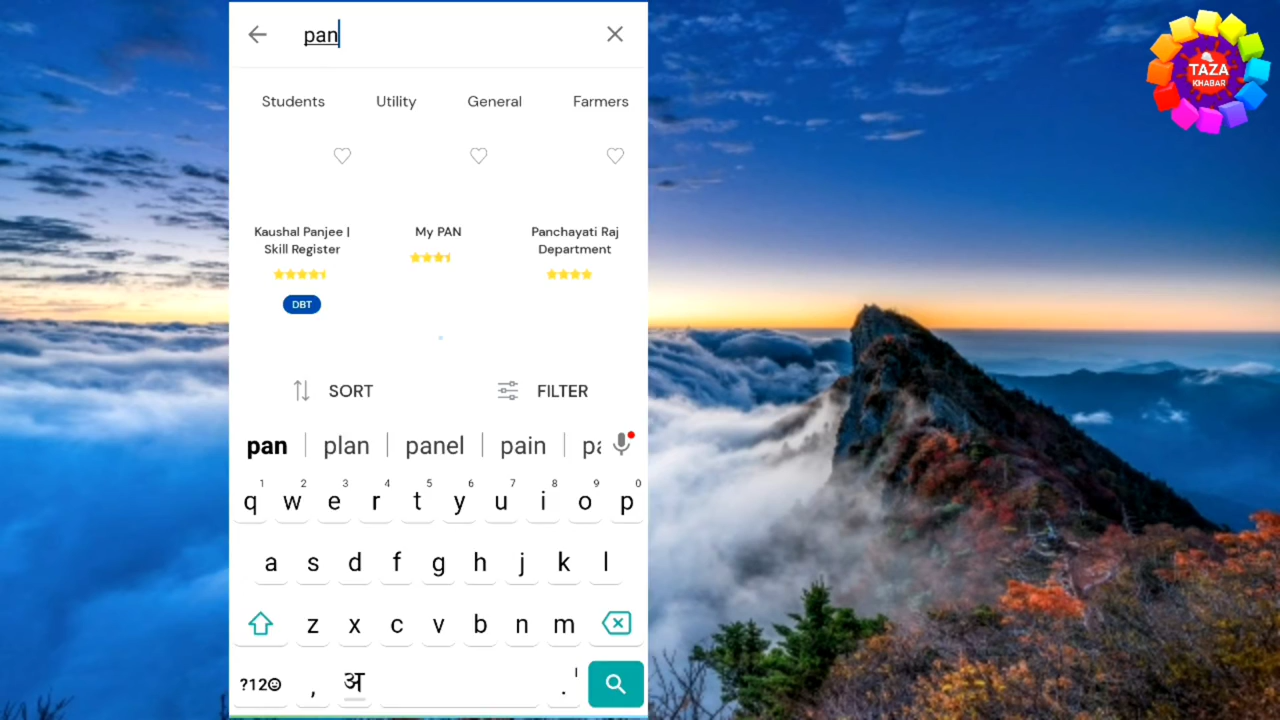 pan
Students Utility General Farmers
Kaushal Panjee |
Skill Register
My PAN
Panchayati Raj
Department
DBT
SORT FILTER
pan plan panel pain pa
1 2 3 4 5 6 7 8 9 0
q w e r t y u i o p
a s d f g h j k l
z x c v b n m
?12☺ , अ . '
TAZA
KHABAR